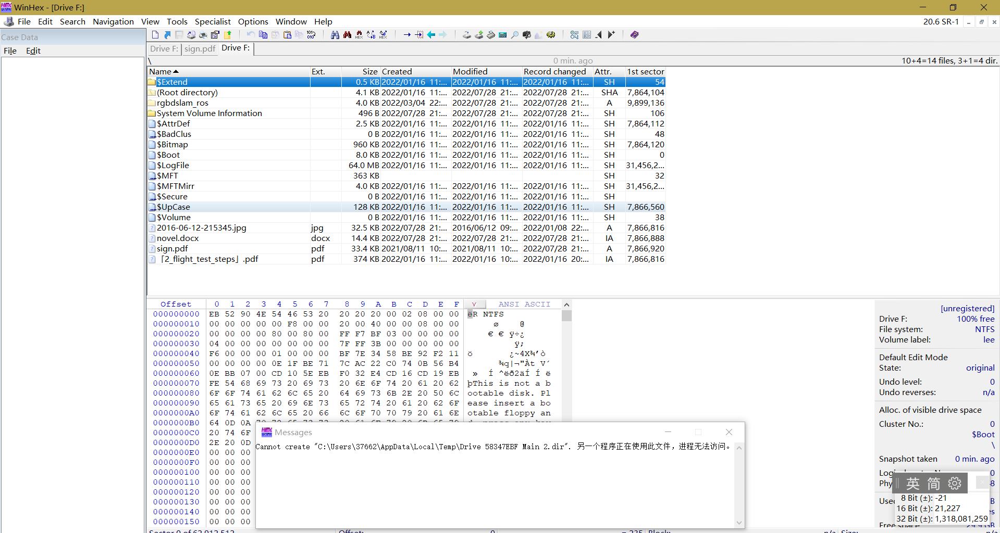 WinHex - [Drive F:]
File Edit Search Navigation View Tools Specialist Options Window Help 20.6 SR-1
Case Data
File Edit
Drive F: sign.pdf Drive F:
\ 0 min. ago 10+4=14 files, 3+1=4 dir.
Name Ext. Size Created Modified Record changed Attr. 1st sector
$Extend 0.5 KB 2022/01/16 11:... 2022/01/16 11:... 2022/01/16 11:... SH 54
(Root directory) 4.1 KB 2022/01/16 11:... 2022/07/28 21:... 2022/07/28 21:... SHA 7,864,104
rgbdslam_ros 4.0 KB 2022/03/04 22:... 2022/07/28 21:... 2022/07/28 21:... A 9,899,136
System Volume Information 496 B 2022/07/28 21:... 2022/07/28 21:... 2022/07/28 21:... SH 106
$AttrDef 2.5 KB 2022/01/16 11:... 2022/01/16 11:... 2022/01/16 11:... SH 7,864,112
$BadClus 0 B 2022/01/16 11:... 2022/01/16 11:... 2022/01/16 11:... SH 48
$Bitmap 960 KB 2022/01/16 11:... 2022/01/16 11:... 2022/01/16 11:... SH 7,864,120
$Boot 8.0 KB 2022/01/16 11:... 2022/01/16 11:... 2022/01/16 11:... SH 0
$LogFile 64.0 MB 2022/01/16 11:... 2022/01/16 11:... 2022/01/16 11:... SH 31,456,2...
$MFT 363 KB SH 32
$MFTMirr 4.0 KB 2022/01/16 11:... 2022/01/16 11:... 2022/01/16 11:... SH 31,456,2...
$Secure 0 B 2022/01/16 11:... 2022/01/16 11:... 2022/01/16 11:... SH
$UpCase 128 KB 2022/01/16 11:... 2022/01/16 11:... 2022/01/16 11:... SH 7,866,560
$Volume 0 B 2022/01/16 11:... 2022/01/16 11:... 2022/01/16 11:... SH 38
2016-06-12-215345.jpg jpg 32.5 KB 2022/07/28 21:... 2016/06/12 09:... 2022/01/08 22:... A 7,866,816
novel.docx docx 14.4 KB 2022/07/28 21:... 2022/07/28 21:... 2022/07/28 21:... IA 7,866,888
sign.pdf pdf 33.4 KB 2021/08/11 10:... 2021/08/11 10:... 2022/07/28 21:... A 7,866,920
「2_flight_test_steps」.pdf pdf 374 KB 2022/01/16 11:... 2022/01/16 10:... 2022/01/16 20:... IA 7,866,816
Offset 0 1 2 3 4 5 6 7 8 9 A B C D E F ANSI ASCII
000000000 EB 52 90 4E 54 46 53 20 20 20 20 00 02 08 00 00 ëR NTFS
000000010 00 00 00 00 00 F8 00 00 20 00 40 00 00 08 00 00 ø @
000000020 00 00 00 00 80 00 80 00 FF F7 BF 03 00 00 00 00 € € ÿ÷¿
000000030 04 00 00 00 00 00 00 00 7F FF 3B 00 00 00 00 00 ÿ;
000000040 F6 00 00 00 01 00 00 00 BF 7E 34 58 BE 92 F2 11 ö ¿~4X¾’ò
000000050 00 00 00 00 0E 1F BE 71 7C AC 22 C0 74 0B 56 B4 ¾q|¬"Àt V´
000000060 0E BB 07 00 CD 10 5E EB F0 32 E4 CD 16 CD 19 EB » Í ^ëð2äÍ Í ë
000000070 FE 54 68 69 73 20 69 73 20 6E 6F 74 20 61 20 62 þThis is not a b
000000080 6F 6F 74 61 62 6C 65 20 64 69 73 6B 2E 20 50 6C ootable disk. Pl
000000090 65 61 73 65 20 69 6E 73 65 72 74 20 61 20 62 6F ease insert a bo
0000000A0 6F 74 61 62 6C 65 20 66 6C 6F 70 70 79 20 61 6E otable floppy an
0000000B0 64 0D 0A
0000000C0 20 74 6F
0000000D0 2E 20 0D
0000000E0 00 00 00
0000000F0 00 00 00
000000100 00 00 00
000000110 00 00 00
000000120 00 00 00
000000130 00 00 00
000000140 00 00 00
000000150 00 00 00
Messages
Cannot create "C:\Users\37662\AppData\Local\Temp\Drive 58347EBF Main 2.dir". 另一个程序正在使用此文件，进程无法访问。
[unregistered]
Drive F: 100% free
File system: NTFS
Volume label: lee
Default Edit Mode
State: original
Undo level: 0
Undo reverses: n/a
Alloc. of visible drive space
Cluster No.: 0
$Boot
\
Snapshot taken 0 min. ago
英 简
8 Bit (±): -21
16 Bit (±): 21,227
32 Bit (±): 1,318,081,259